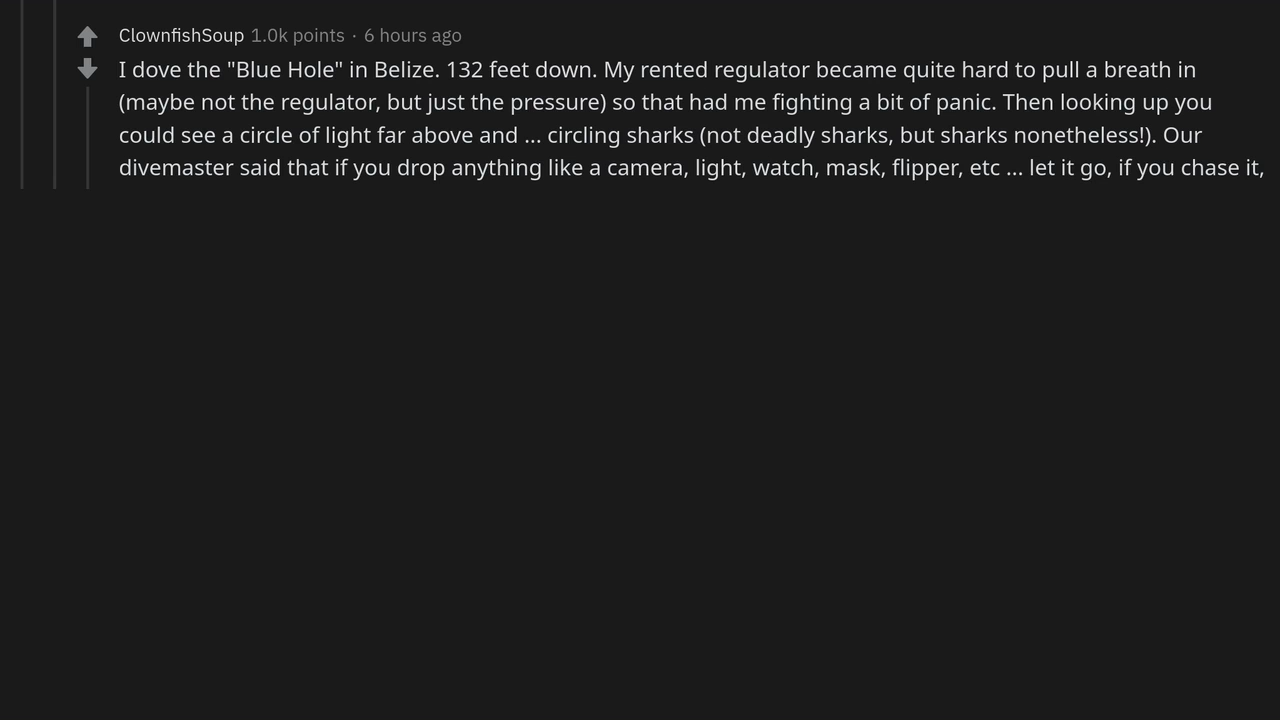 ClownfishSoup 1.0k points · 6 hours ago
I dove the "Blue Hole" in Belize. 132 feet down. My rented regulator became quite hard to pull a breath in
(maybe not the regulator, but just the pressure) so that had me fighting a bit of panic. Then looking up you
could see a circle of light far above and ... circling sharks (not deadly sharks, but sharks nonetheless!). Our
divemaster said that if you drop anything like a camera, light, watch, mask, flipper, etc ... let it go, if you chase it,